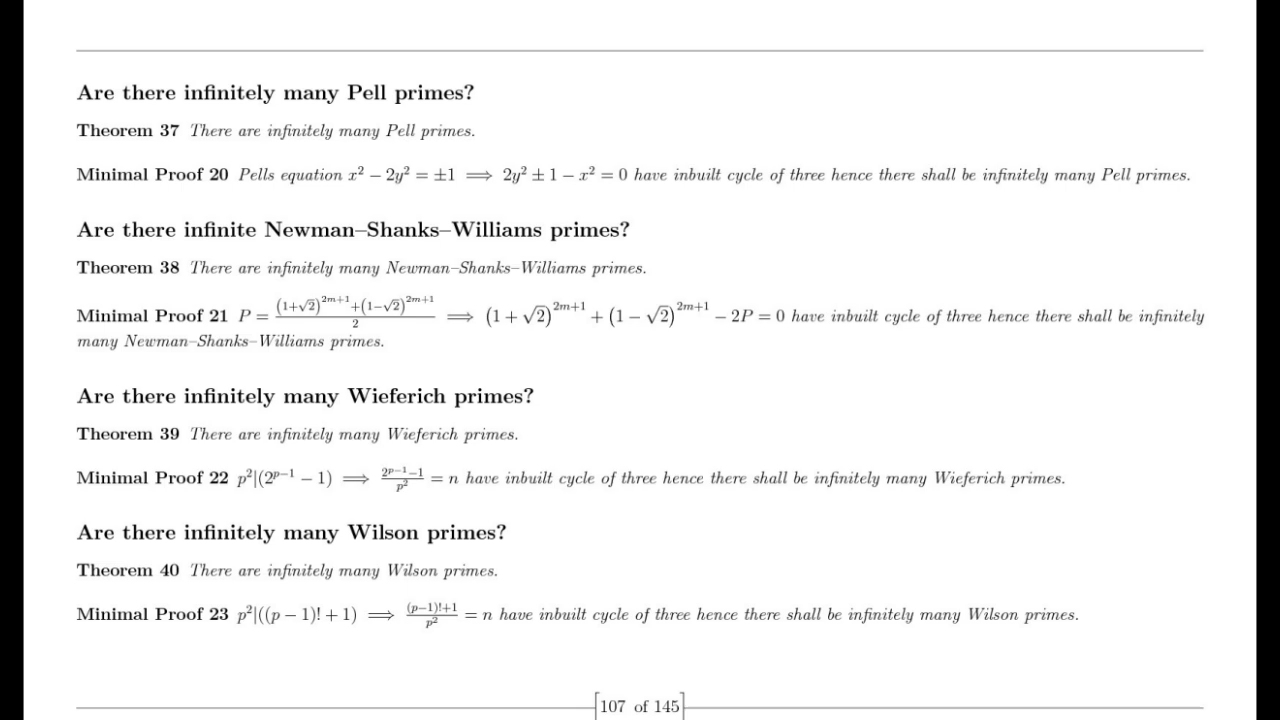 Are there infinitely many Pell primes?
Theorem 37 There are infinitely many Pell primes.
Minimal Proof 20 Pells equation x² − 2y² = ±1 ⟹ 2y² ± 1 − x² = 0 have inbuilt cycle of three hence there shall be infinitely many Pell primes.
Are there infinite Newman–Shanks–Williams primes?
Theorem 38 There are infinitely many Newman–Shanks–Williams primes.
Minimal Proof 21 P = ((1+√2)^{2m+1}+(1−√2)^{2m+1})/2 ⟹ (1 + √2)^{2m+1} + (1 − √2)^{2m+1} − 2P = 0 have inbuilt cycle of three hence there shall be infinitely
many Newman–Shanks–Williams primes.
Are there infinitely many Wieferich primes?
Theorem 39 There are infinitely many Wieferich primes.
Minimal Proof 22 p²|(2^{p−1} − 1) ⟹ (2^{p−1}−1)/p² = n have inbuilt cycle of three hence there shall be infinitely many Wieferich primes.
Are there infinitely many Wilson primes?
Theorem 40 There are infinitely many Wilson primes.
Minimal Proof 23 p²|((p − 1)! + 1) ⟹ ((p−1)!+1)/p² = n have inbuilt cycle of three hence there shall be infinitely many Wilson primes.
[107 of 145]